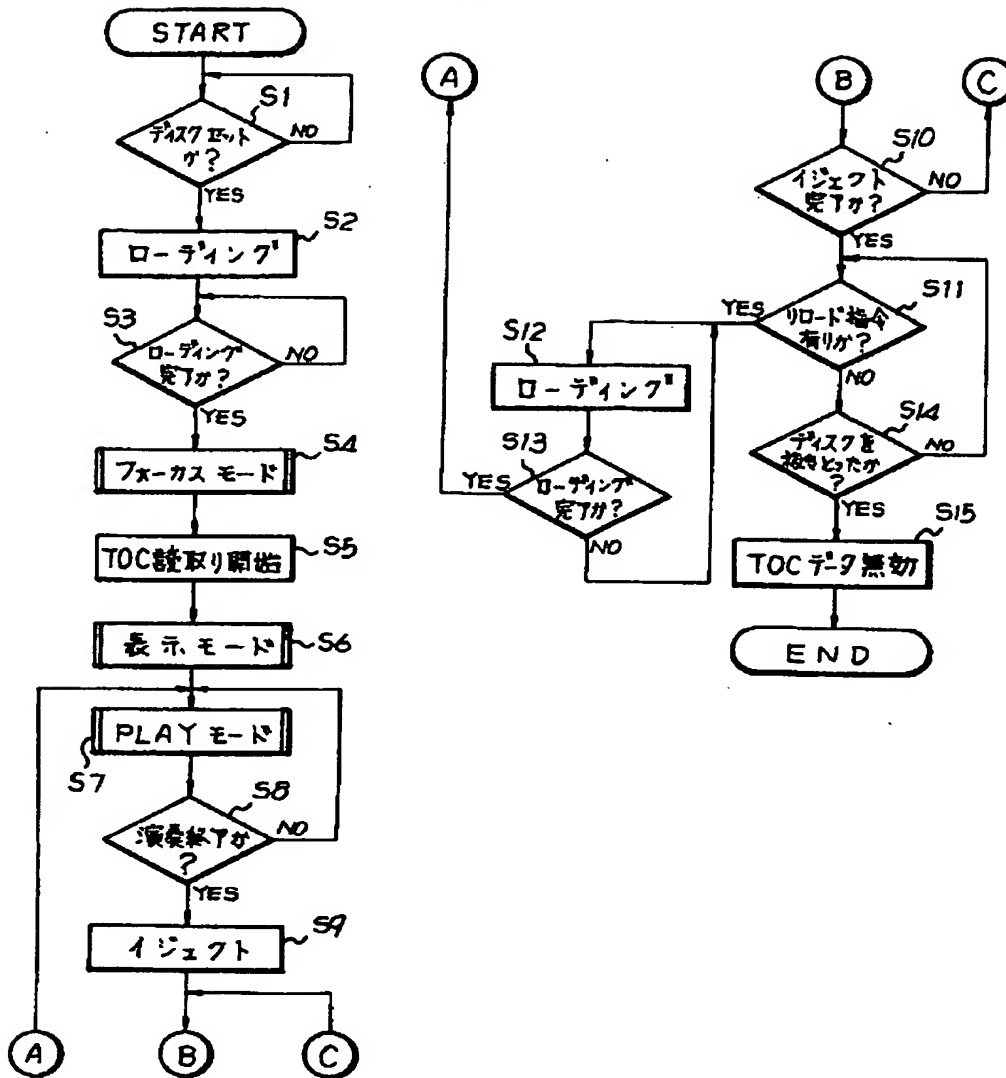 START
S1
ディスクセット
か?
NO
YES
S2
ローディング
S3
ローディング
完了か?
NO
YES
フォーカスモード
S4
TOC読取り開始
S5
表示モード
S6
PLAYモード
S7
S8
演奏終了か
?
NO
YES
イジェクト
S9
A
B
C
A
B
C
S10
イジェクト
完了か?
NO
YES
S11
リロード指令
有りか?
YES
NO
S12
ローディング
S13
ローディング
完了か?
YES
NO
S14
ディスクを
抜きとったか
?
NO
YES
S15
TOCデータ無効
END